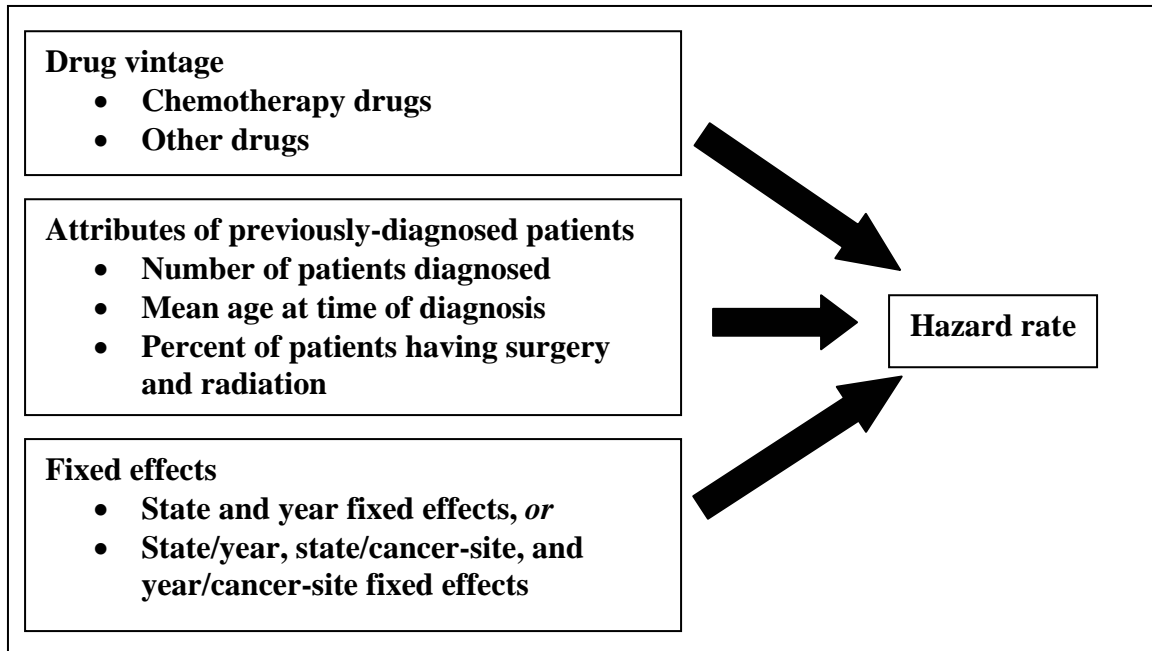 Drug vintage
• Chemotherapy drugs
• Other drugs
Attributes of previously-diagnosed patients
• Number of patients diagnosed
• Mean age at time of diagnosis
• Percent of patients having surgery
and radiation
Hazard rate
Fixed effects
• State and year fixed effects, or
• State/year, state/cancer-site, and
year/cancer-site fixed effects